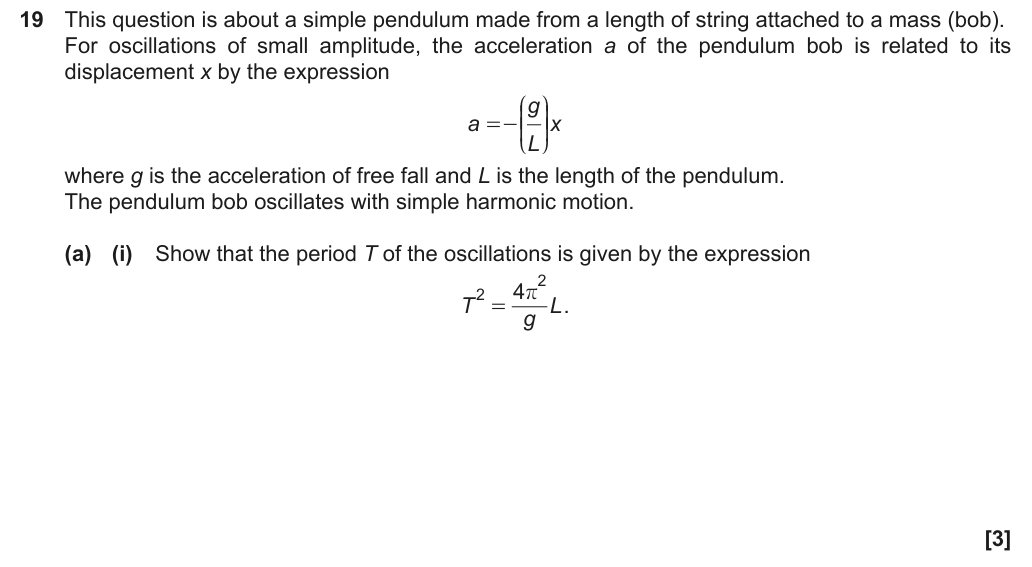 19 This question is about a simple pendulum made from a length of string attached to a mass (bob).
For oscillations of small amplitude, the acceleration a of the pendulum bob is related to its
displacement x by the expression
a = −(g/L)x
where g is the acceleration of free fall and L is the length of the pendulum.
The pendulum bob oscillates with simple harmonic motion.
(a) (i) Show that the period T of the oscillations is given by the expression
T² = 4π²/g L.
[3]